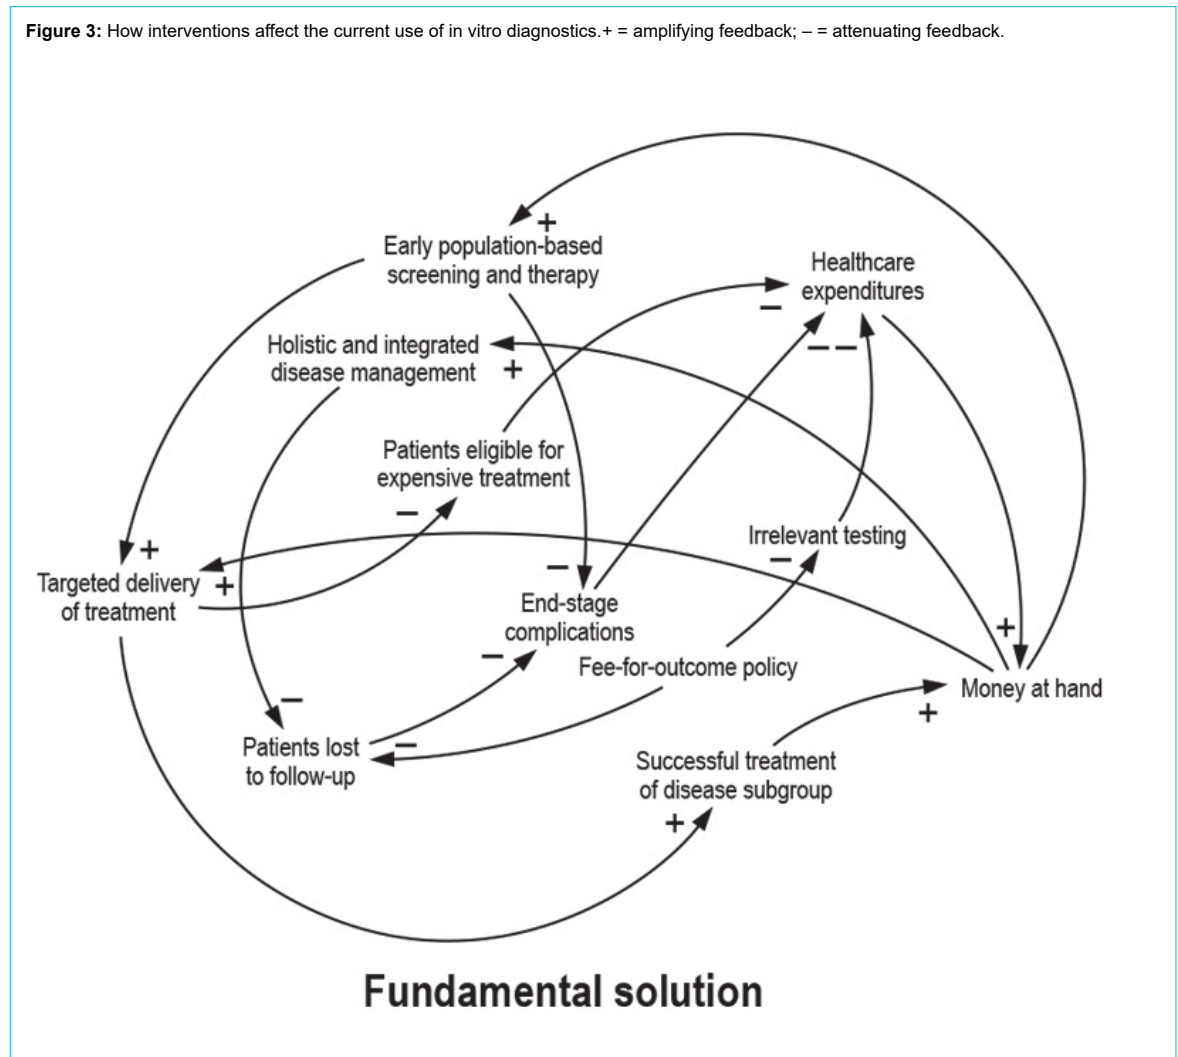 Figure 3: How interventions affect the current use of in vitro diagnostics.+ = amplifying feedback; – = attenuating feedback.
+
Early population-based
screening and therapy
Healthcare
expenditures
–
– –
Holistic and integrated
disease management
+
Patients eligible for
expensive treatment
–
Irrelevant testing
–
+
Targeted delivery
of treatment
+
–
End-stage
complications
–
Fee-for-outcome policy
+
Money at hand
+
–
Patients lost
to follow-up
–
Successful treatment
of disease subgroup
+
Fundamental solution